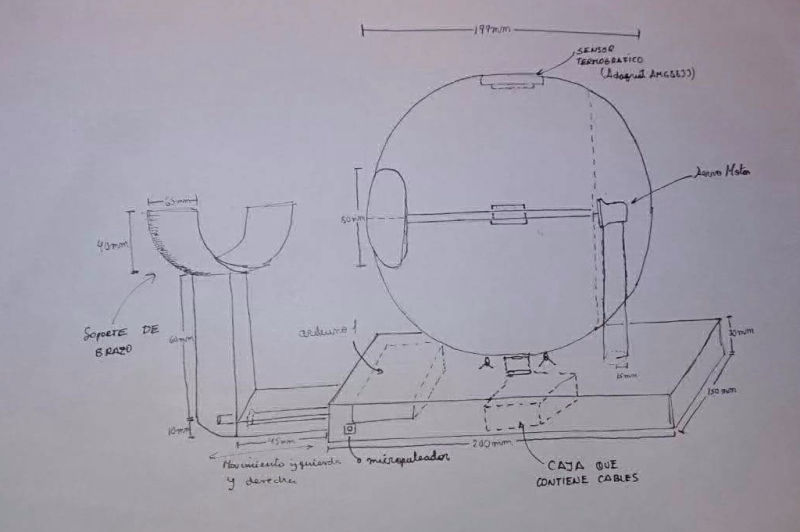 199mm
SENSOR
TERMOGRAFICO
(Adafruit AMG8833)
Servo Motor
65mm
40mm
50mm
SOPORTE DE
BRAZO
60mm
arduino 1
30mm
15mm
150mm
10mm
45mm
200mm
Movimiento izquierda
y derecha
micropulsador
CAJA QUE
CONTIENE CABLES